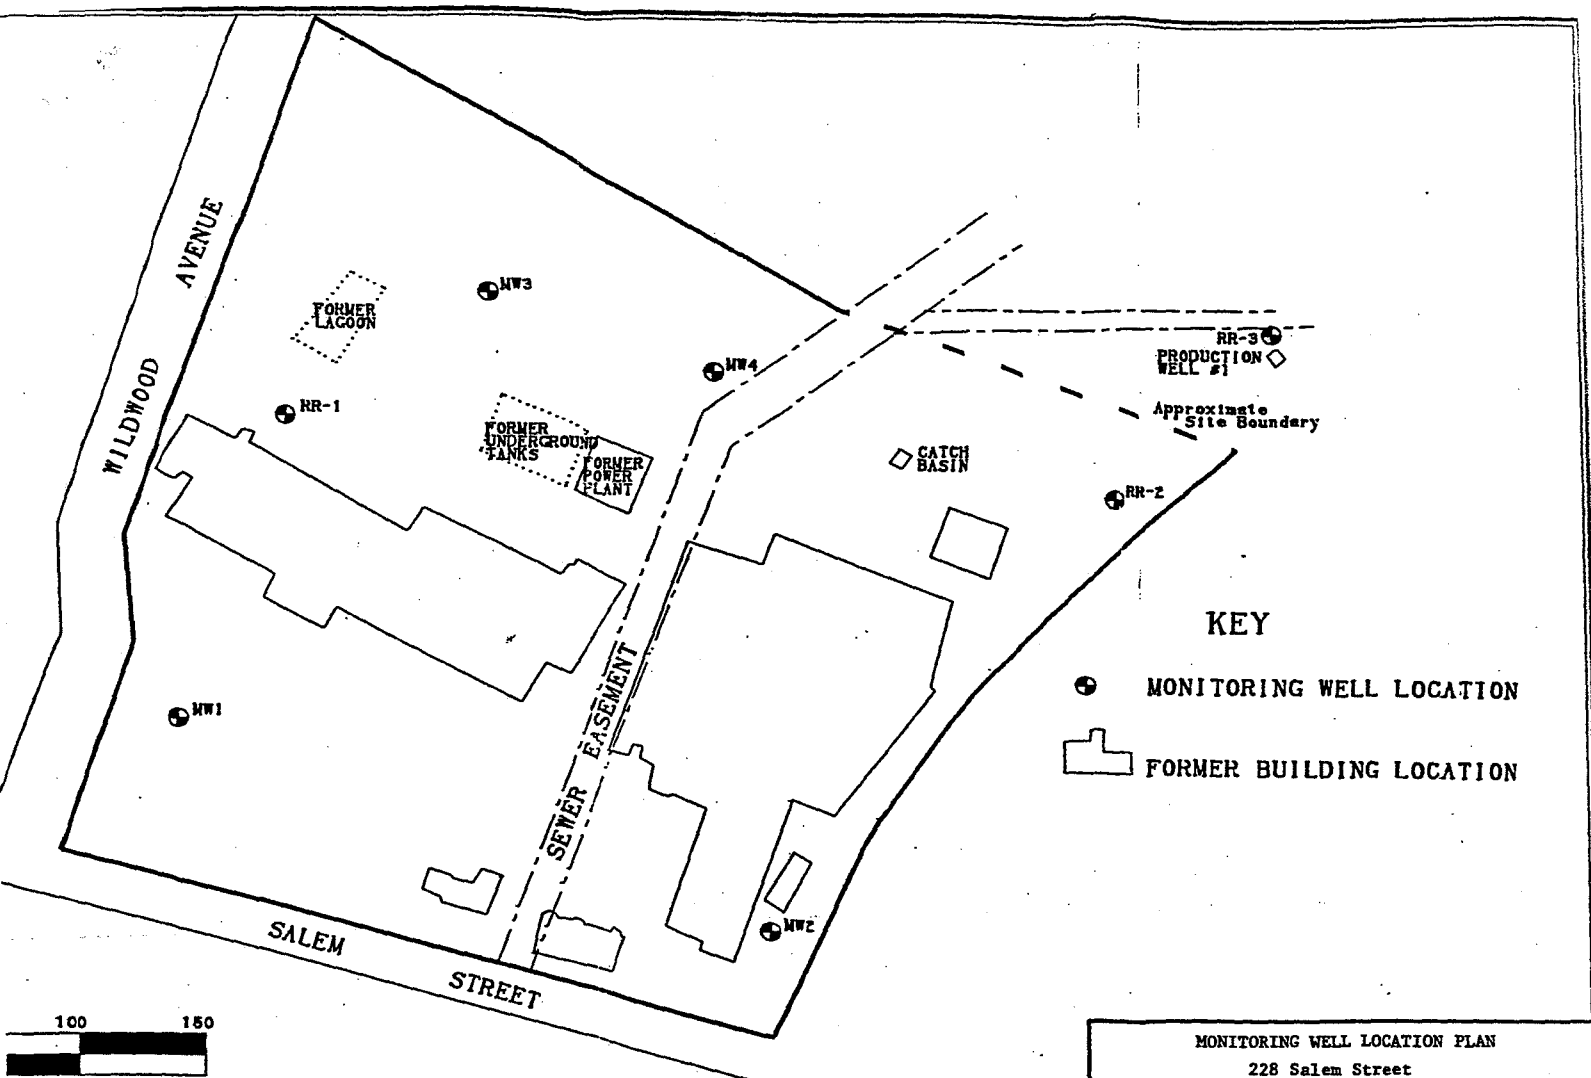 WILDWOOD AVENUE
MW3
FORMER
LAGOON
RR-3
PRODUCTION
WELL #1
MW4
RR-1
Approximate
Site Boundary
FORMER
UNDERGROUND
TANKS
FORMER
POWER
PLANT
CATCH
BASIN
RR-2
KEY
MONITORING WELL LOCATION
FORMER BUILDING LOCATION
MW1
SEWER EASEMENT
MW2
SALEM STREET
100 150
MONITORING WELL LOCATION PLAN
228 Salem Street